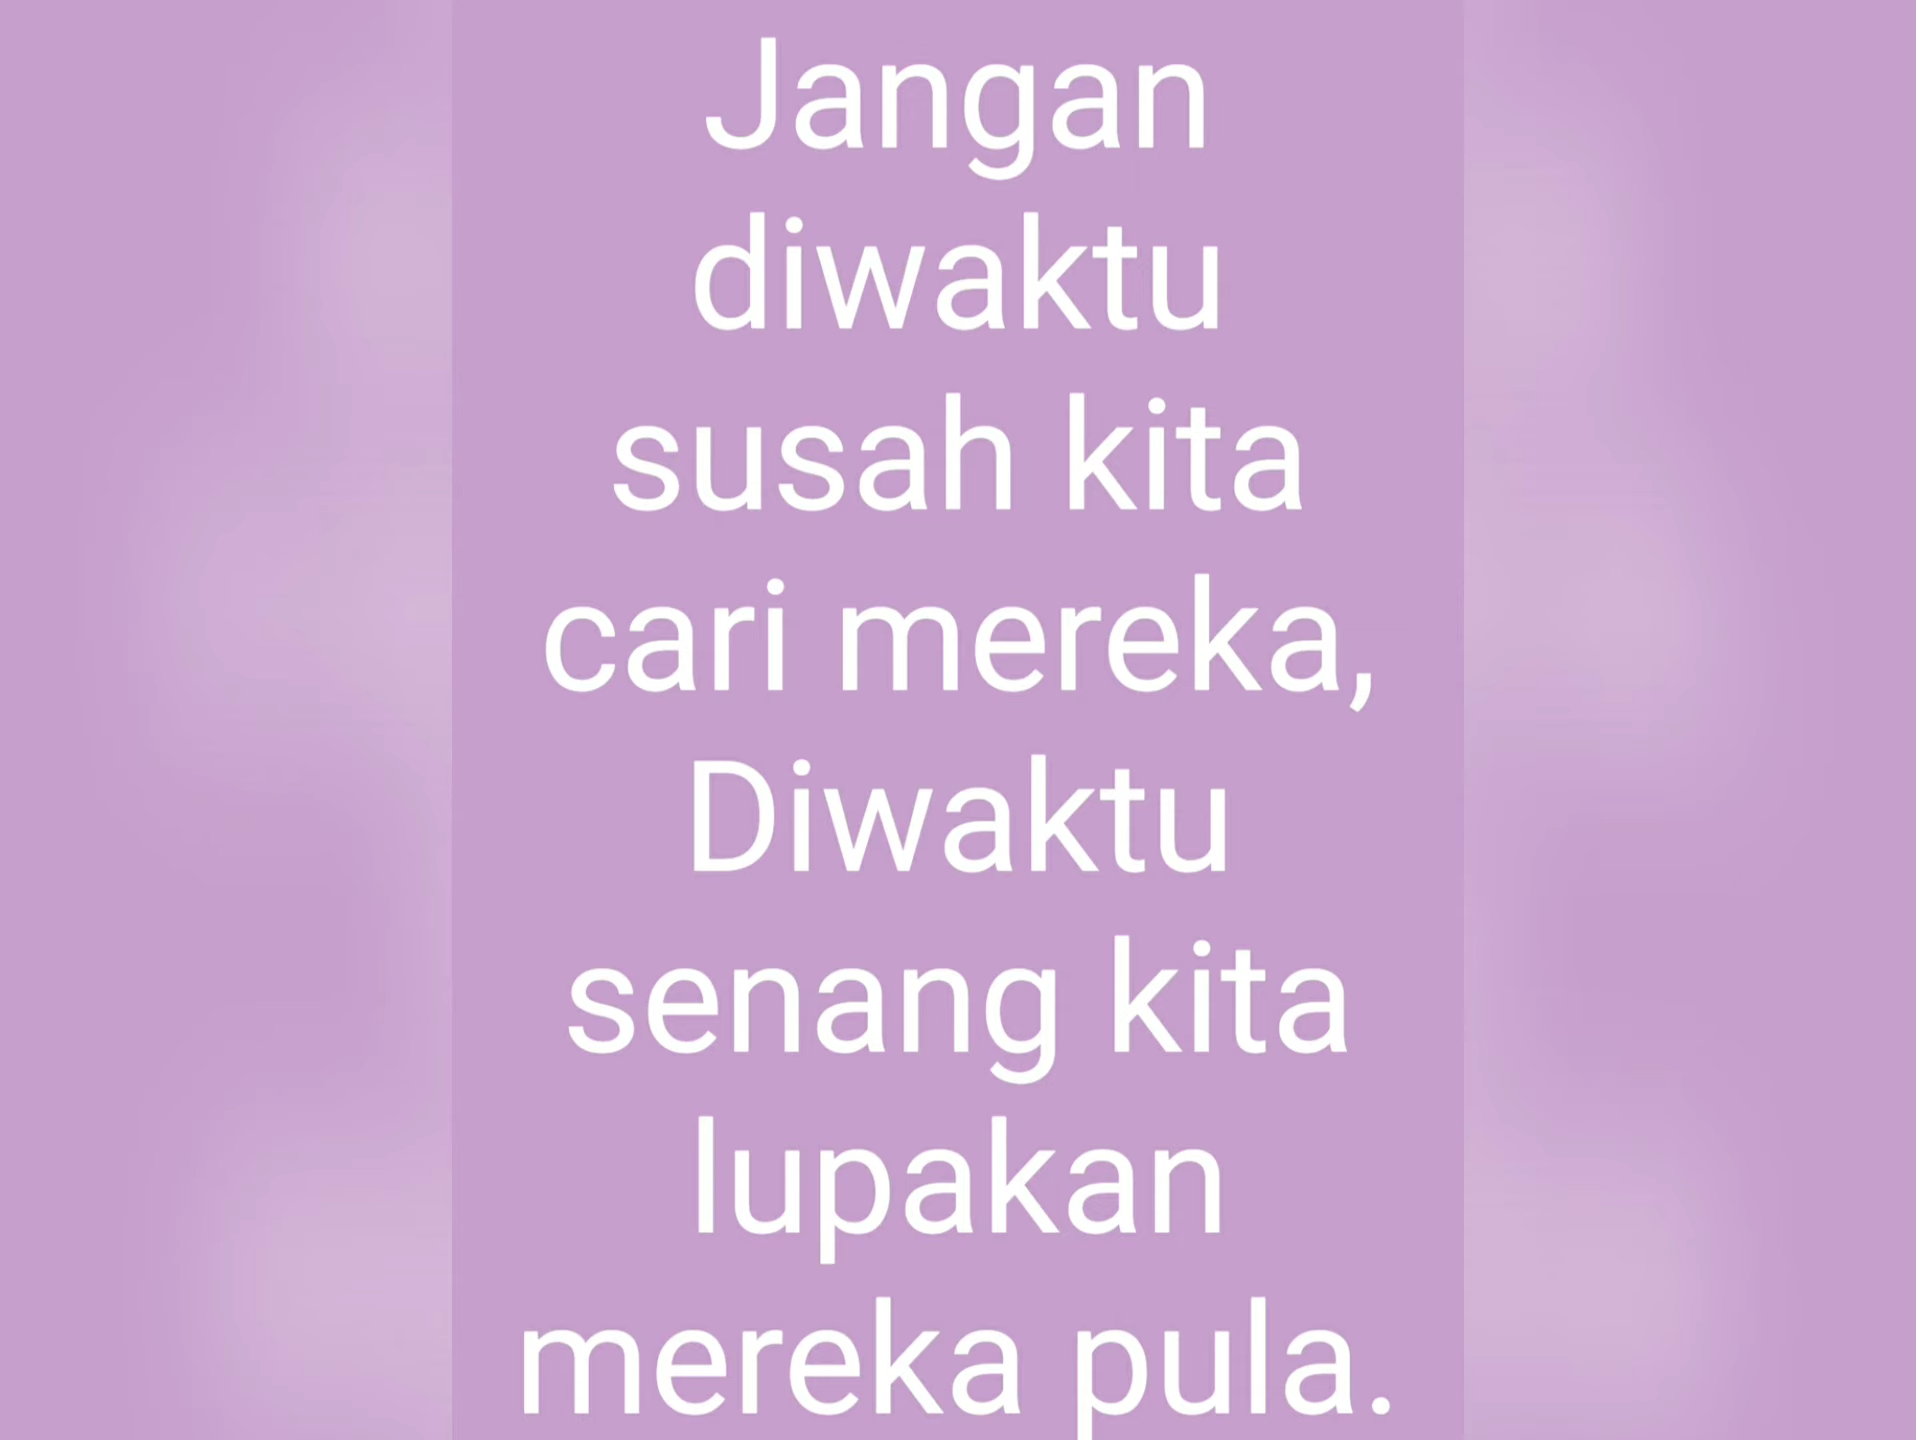 Jangan
diwaktu
susah kita
cari mereka,
Diwaktu
senang kita
lupakan
mereka pula.